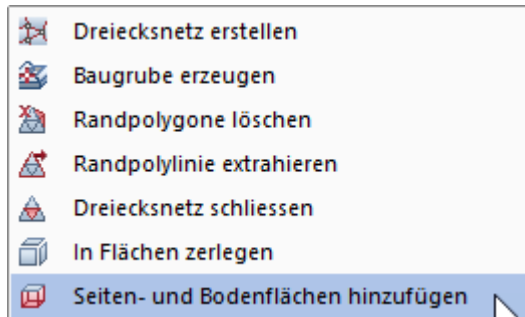 Dreiecksnetz erstellen
Baugrube erzeugen
Randpolygone löschen
Randpolylinie extrahieren
Dreiecksnetz schliessen
In Flächen zerlegen
Seiten- und Bodenflächen hinzufügen